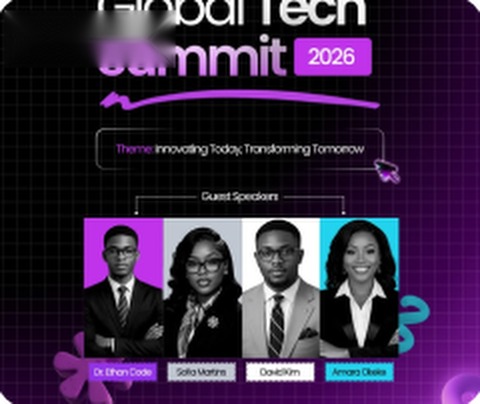 Global Tech
Summit
2026
Theme: Innovating Today, Transforming Tomorrow
Guest Speakers
Dr. Ethan Code
Sofia Martins
David Kim
Amara Okeke